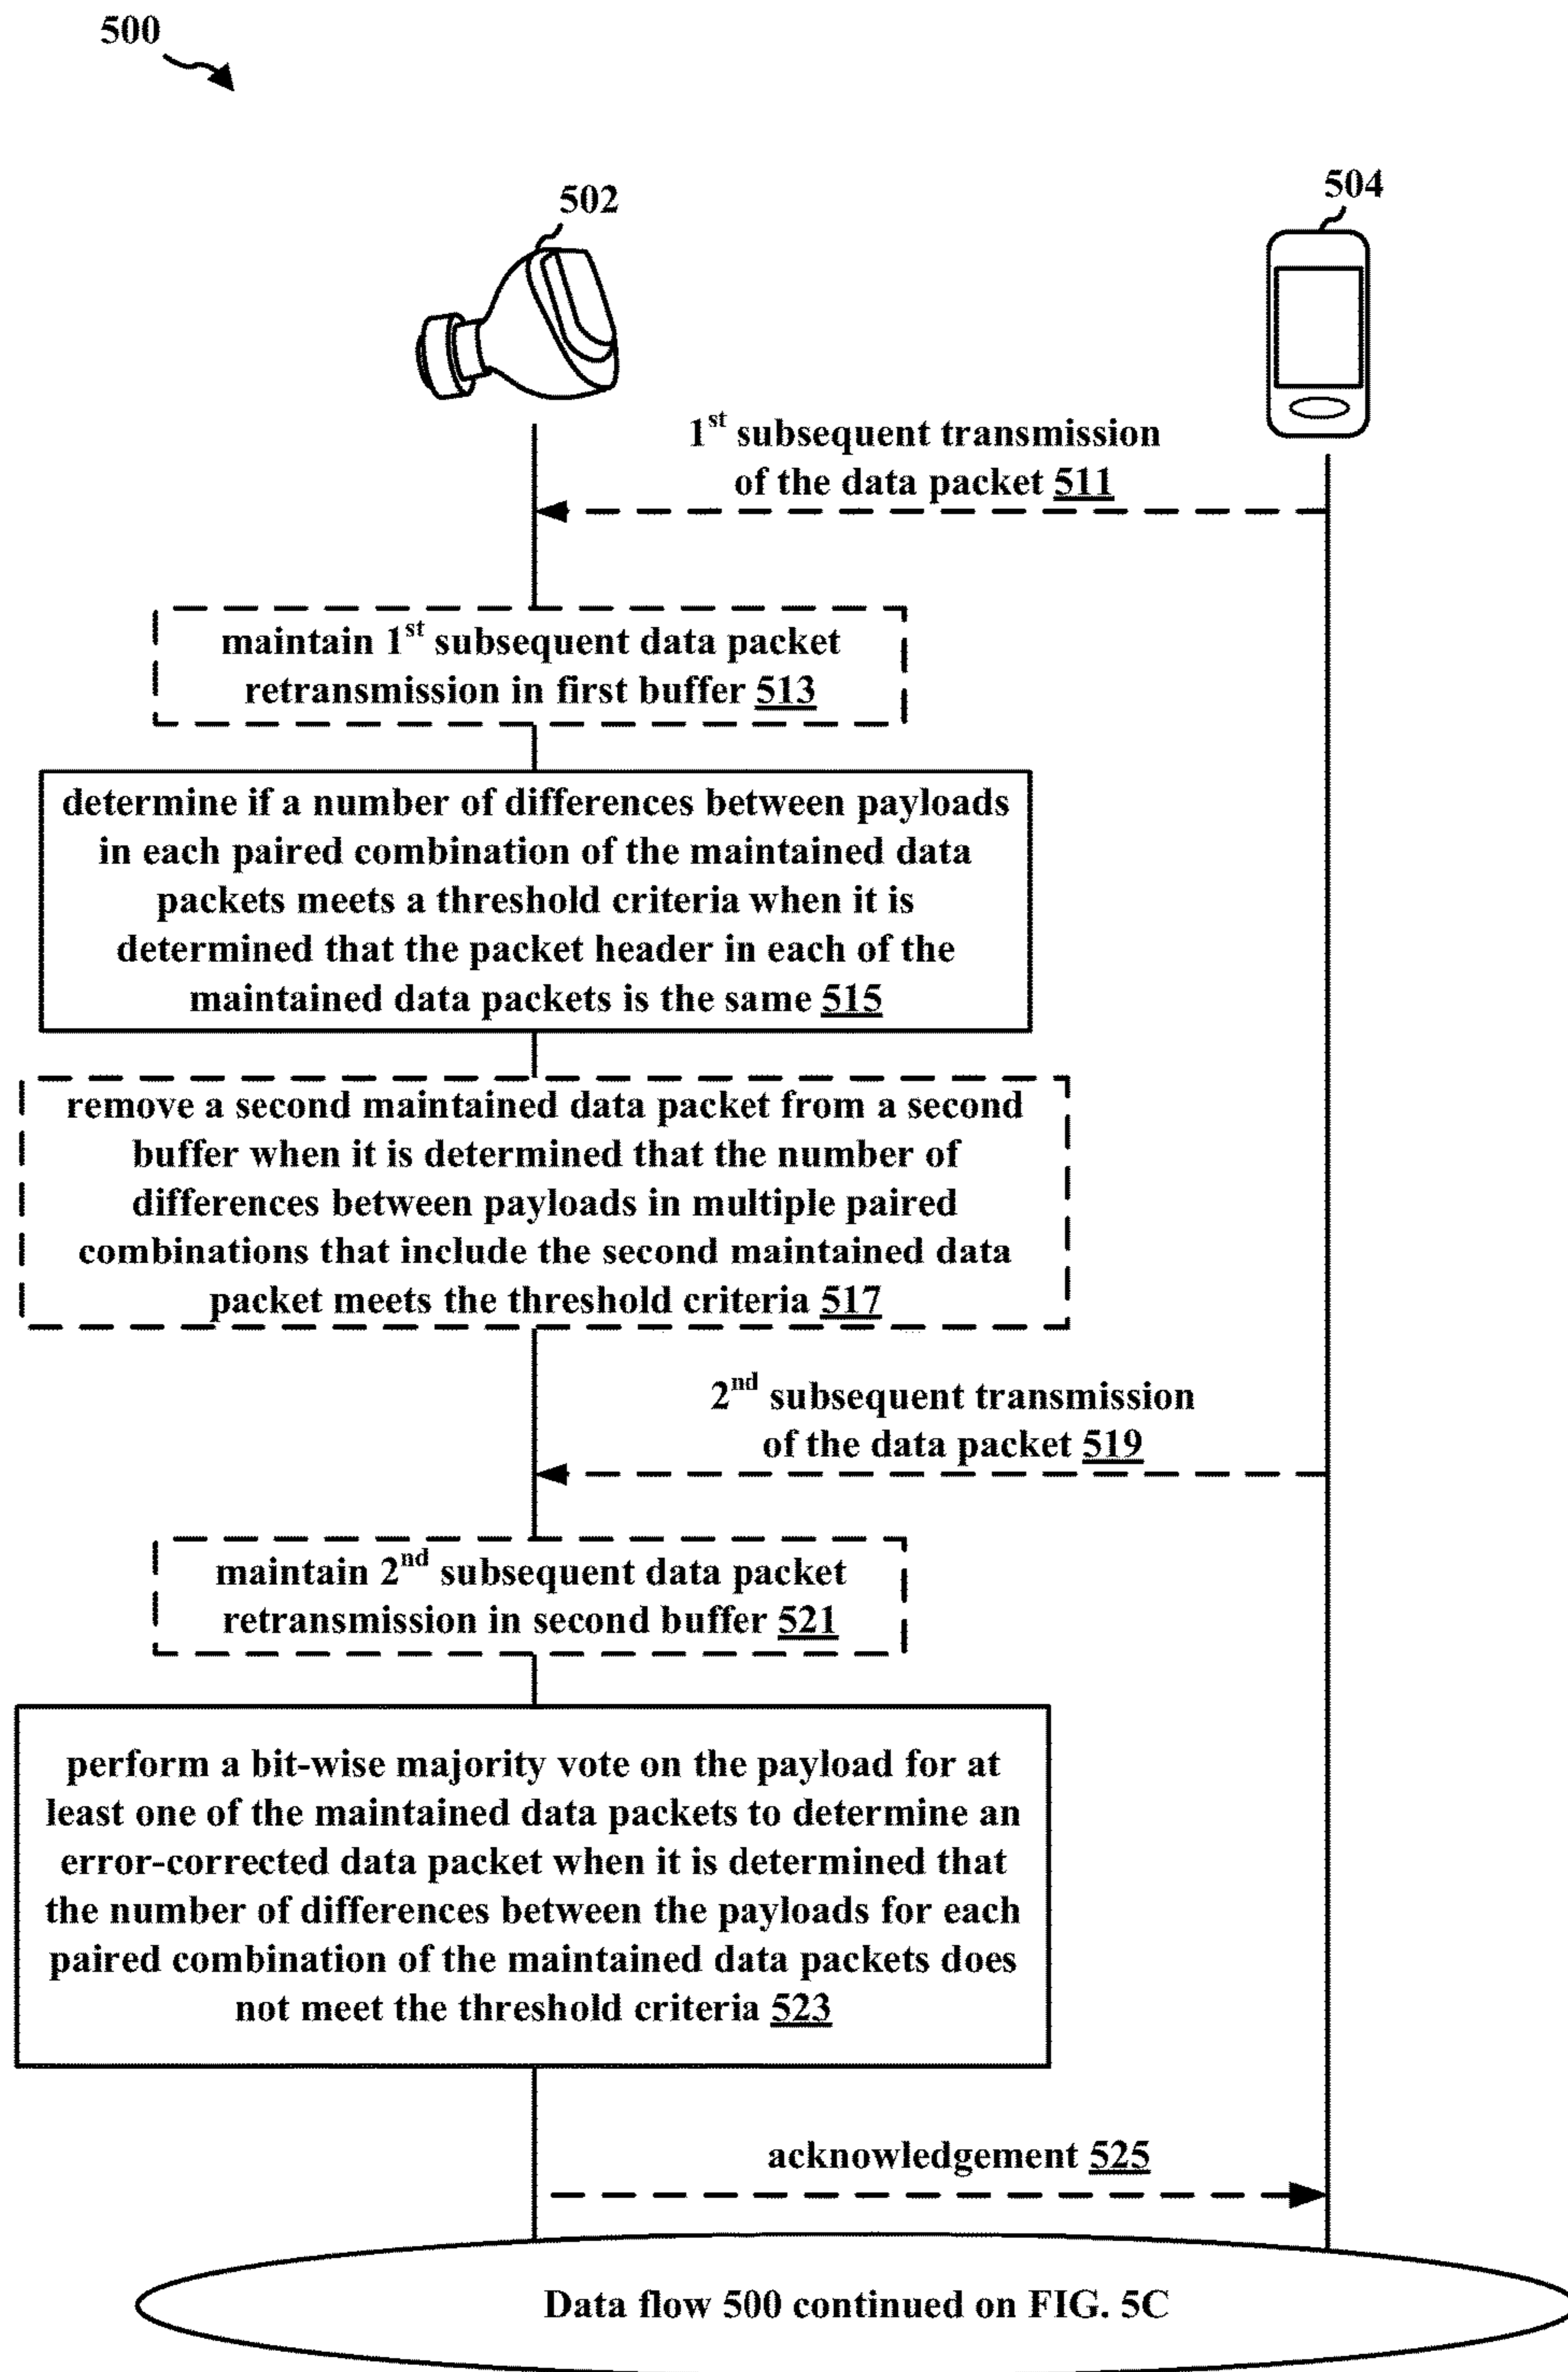 500
502
504
1st subsequent transmission
of the data packet 511
maintain 1st subsequent data packet
retransmission in first buffer 513
determine if a number of differences between payloads
in each paired combination of the maintained data
packets meets a threshold criteria when it is
determined that the packet header in each of the
maintained data packets is the same 515
remove a second maintained data packet from a second
buffer when it is determined that the number of
differences between payloads in multiple paired
combinations that include the second maintained data
packet meets the threshold criteria 517
2nd subsequent transmission
of the data packet 519
maintain 2nd subsequent data packet
retransmission in second buffer 521
perform a bit-wise majority vote on the payload for at
least one of the maintained data packets to determine an
error-corrected data packet when it is determined that
the number of differences between the payloads for each
paired combination of the maintained data packets does
not meet the threshold criteria 523
acknowledgement 525
Data flow 500 continued on FIG. 5C